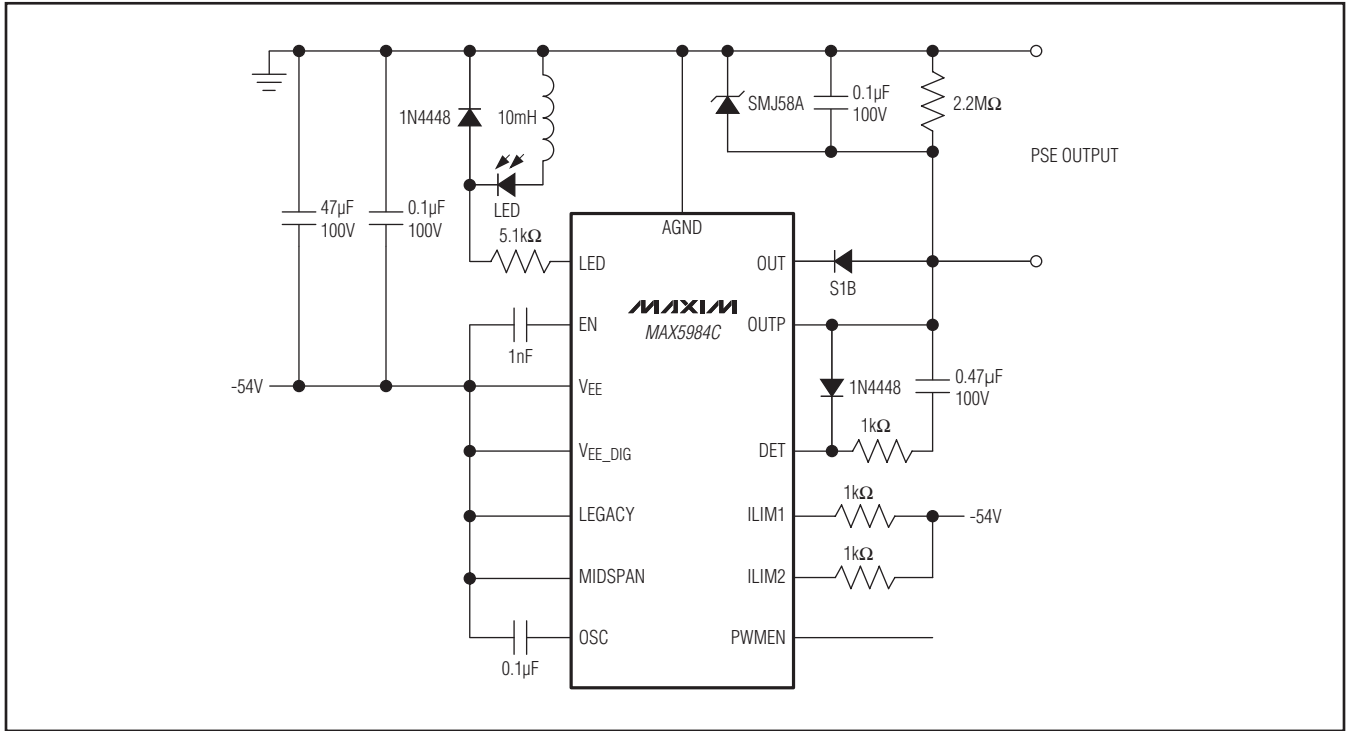 1N4448
10mH
SMJ58A
0.1µF
100V
2.2MΩ
PSE OUTPUT
47µF
100V
0.1µF
100V
LED
5.1kΩ
AGND
LED
OUT
S1B
MAXIM
MAX5984C
EN
1nF
OUTP
-54V
VEE
1N4448
0.47µF
100V
1kΩ
VEE_DIG
DET
1kΩ
LEGACY
ILIM1
-54V
1kΩ
MIDSPAN
ILIM2
OSC
0.1µF
PWMEN